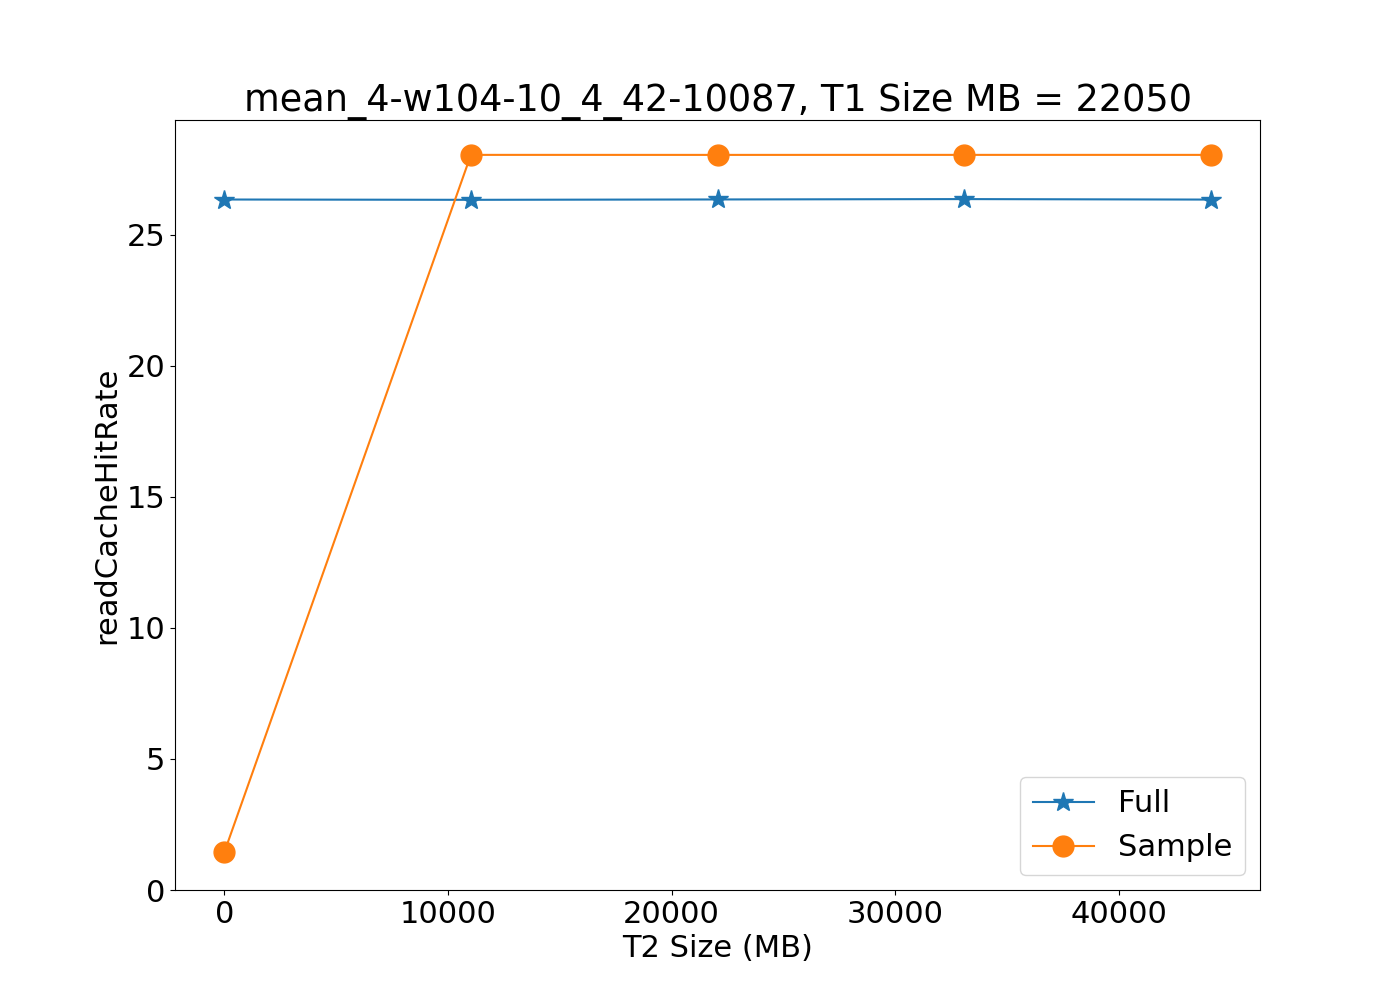 mean_4-w104-10_4_42-10087, T1 Size MB = 22050
readCacheHitRate
25
20
15
10
5
0
0 10000 20000 30000 40000
T2 Size (MB)
Full
Sample